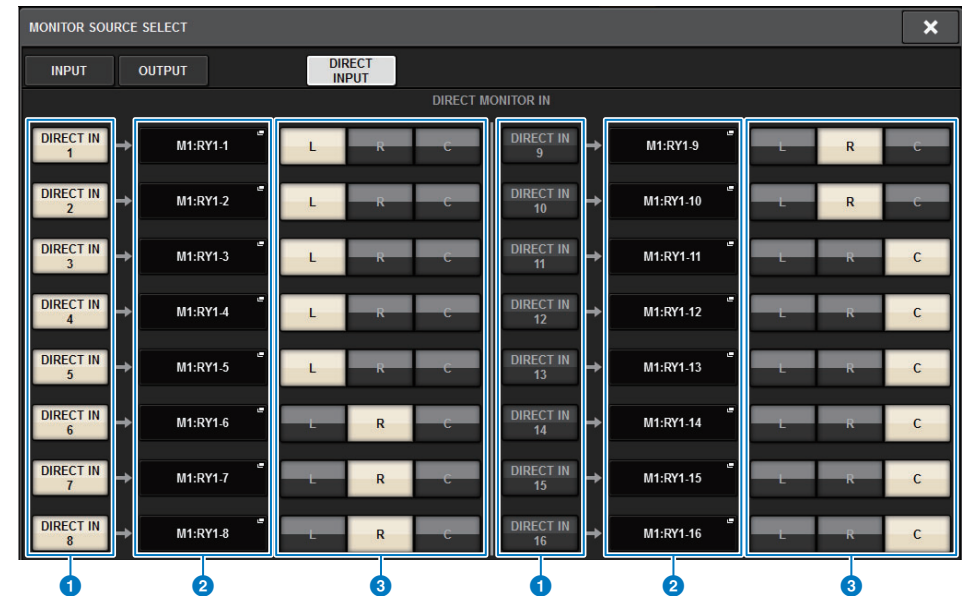 MONITOR SOURCE SELECT
INPUT
OUTPUT
DIRECT
INPUT
DIRECT MONITOR IN
DIRECT IN
1
M1:RY1-1
L R C
DIRECT IN
9
M1:RY1-9
L R C
DIRECT IN
2
M1:RY1-2
L R C
DIRECT IN
10
M1:RY1-10
L R C
DIRECT IN
3
M1:RY1-3
L R C
DIRECT IN
11
M1:RY1-11
L R C
DIRECT IN
4
M1:RY1-4
L R C
DIRECT IN
12
M1:RY1-12
L R C
DIRECT IN
5
M1:RY1-5
L R C
DIRECT IN
13
M1:RY1-13
L R C
DIRECT IN
6
M1:RY1-6
L R C
DIRECT IN
14
M1:RY1-14
L R C
DIRECT IN
7
M1:RY1-7
L R C
DIRECT IN
15
M1:RY1-15
L R C
DIRECT IN
8
M1:RY1-8
L R C
DIRECT IN
16
M1:RY1-16
L R C
1 2 3 1 2 3